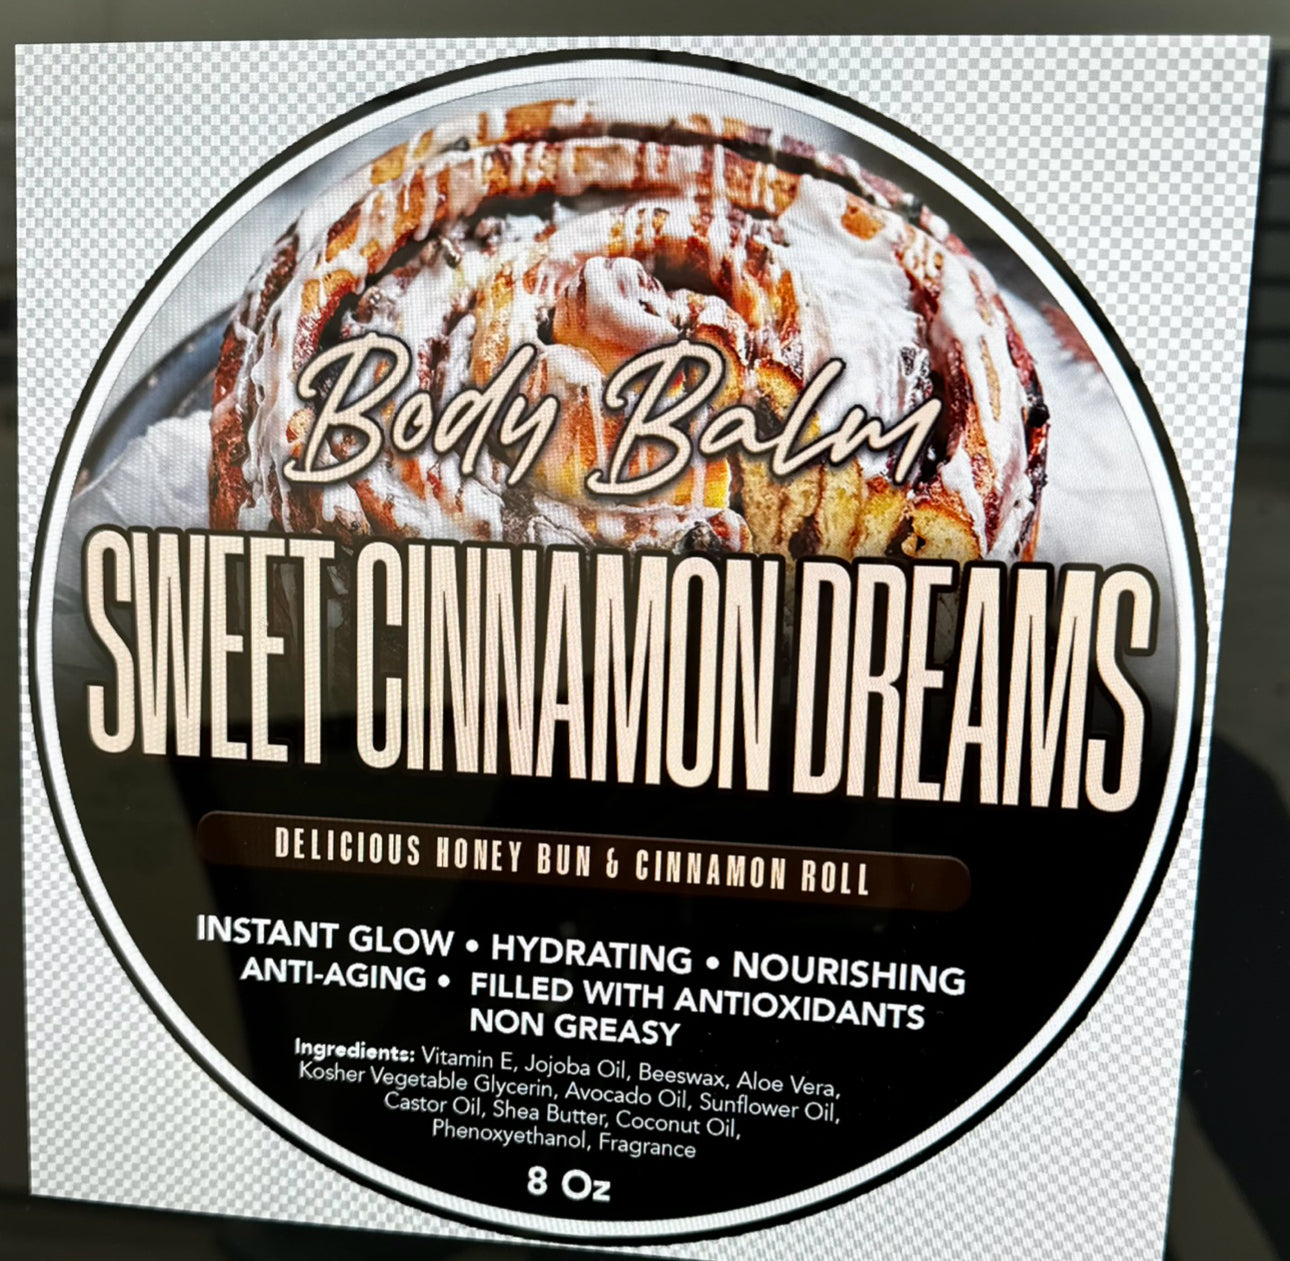 Body Balm
SWEET CINNAMON DREAMS
DELICIOUS HONEY BUN & CINNAMON ROLL
INSTANT GLOW • HYDRATING • NOURISHING
ANTI-AGING • FILLED WITH ANTIOXIDANTS
NON GREASY
Ingredients: Vitamin E, Jojoba Oil, Beeswax, Aloe Vera,
Kosher Vegetable Glycerin, Avocado Oil, Sunflower Oil,
Castor Oil, Shea Butter, Coconut Oil,
Phenoxyethanol, Fragrance
8 Oz